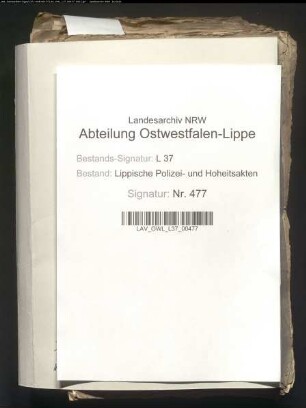 Landesarchiv NRW
Abteilung Ostwestfalen-Lippe
Bestands-Signatur: L 37
Bestand: Lippische Polizei- und Hoheitsakten
Signatur: Nr. 477
LAV_OWL_L37_00477